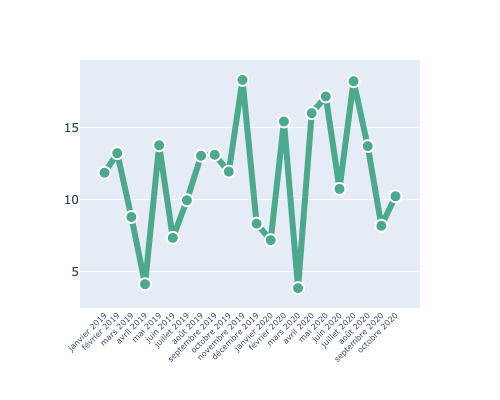 15
10
5
janvier 2019
février 2019
mars 2019
avril 2019
mai 2019
juin 2019
juillet 2019
août 2019
septembre 2019
octobre 2019
novembre 2019
décembre 2019
janvier 2020
février 2020
mars 2020
avril 2020
mai 2020
juin 2020
juillet 2020
août 2020
septembre 2020
octobre 2020